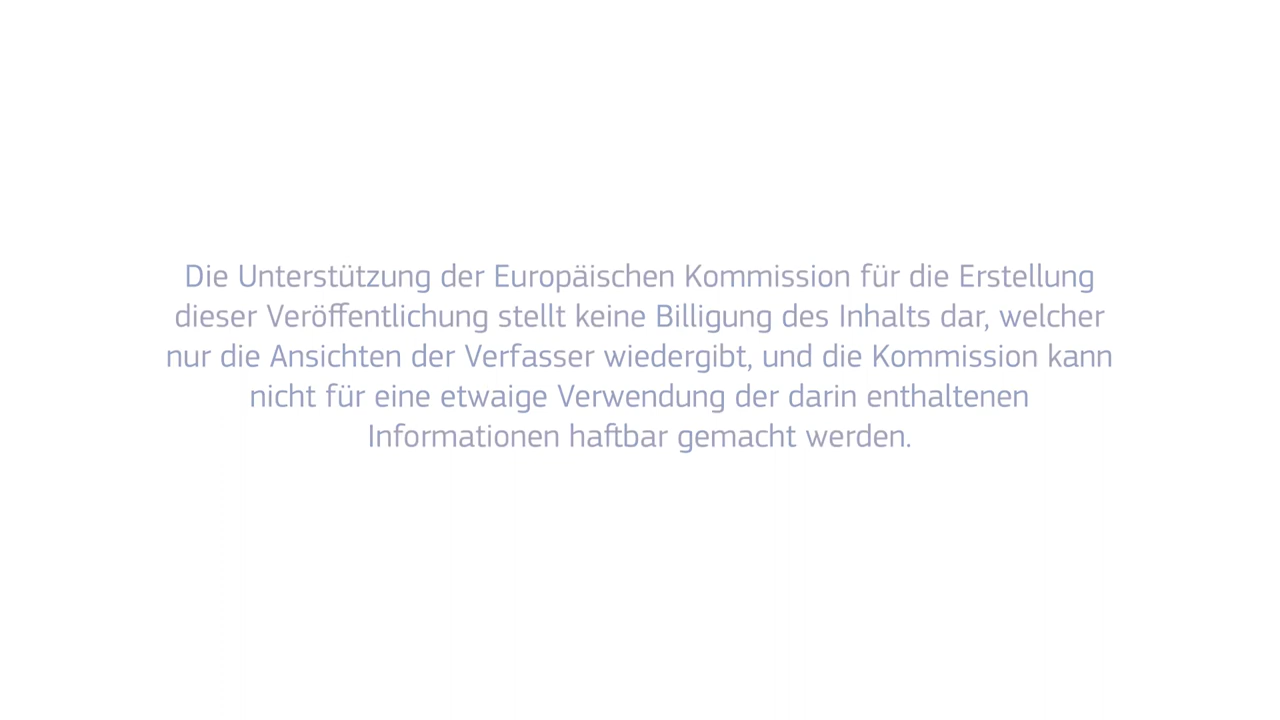 Die Unterstützung der Europäischen Kommission für die Erstellung
dieser Veröffentlichung stellt keine Billigung des Inhalts dar, welcher
nur die Ansichten der Verfasser wiedergibt, und die Kommission kann
nicht für eine etwaige Verwendung der darin enthaltenen
Informationen haftbar gemacht werden.